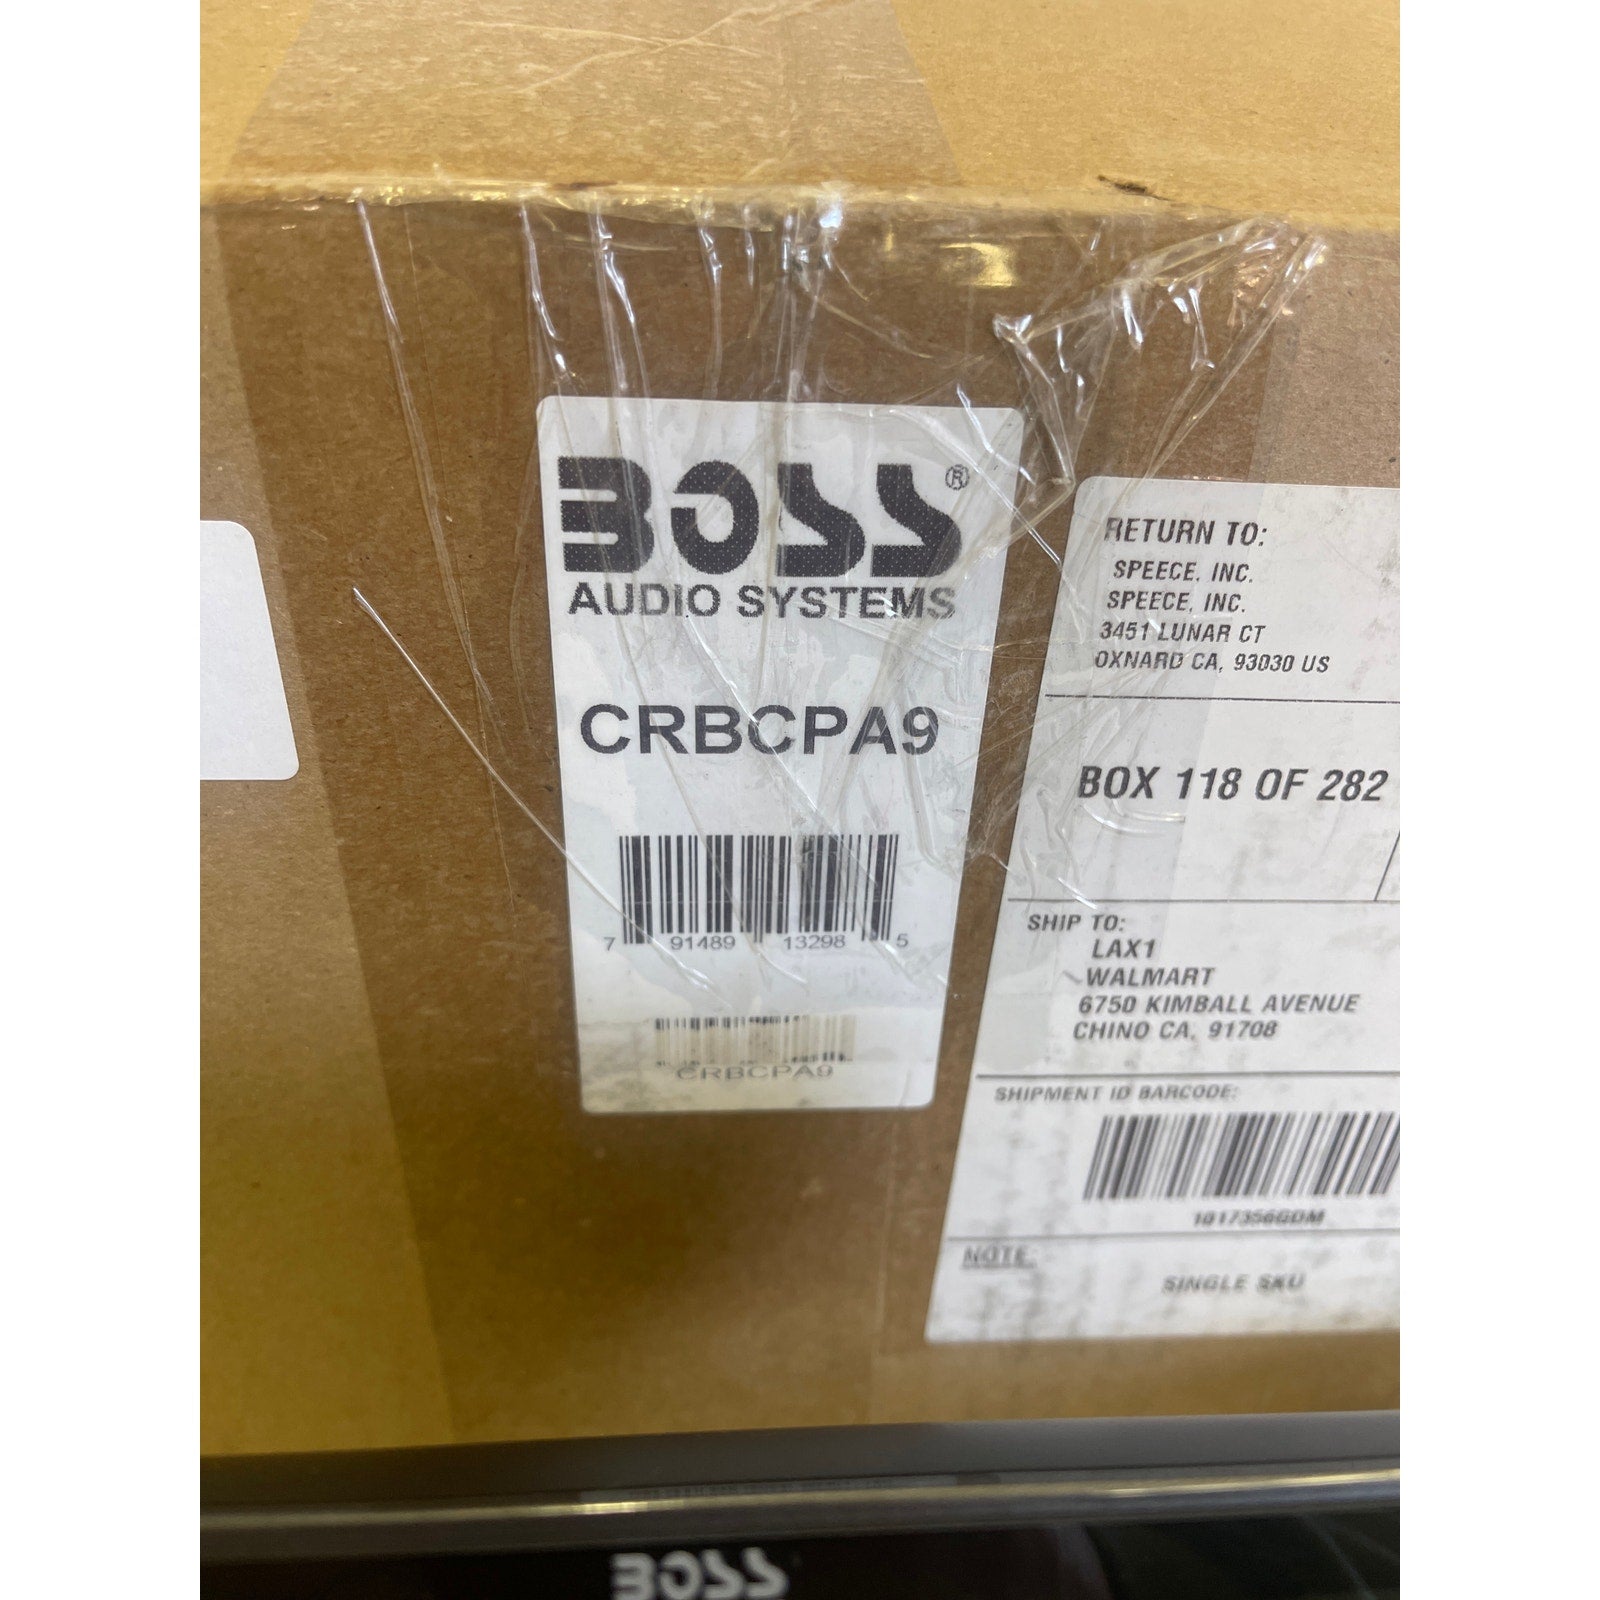 BOSS®
AUDIO SYSTEMS
CRBCPA9
7 91489 13298 5
CRBCPA9
RETURN TO:
SPEECE, INC.
SPEECE, INC.
3451 LUNAR CT
OXNARD CA, 93030 US
BOX 118 OF 282
SHIP TO:
LAX1
WALMART
6750 KIMBALL AVENUE
CHINO CA, 91708
SHIPMENT ID BARCODE:
1017356GDM
NOTE:
SINGLE SKU
BOSS